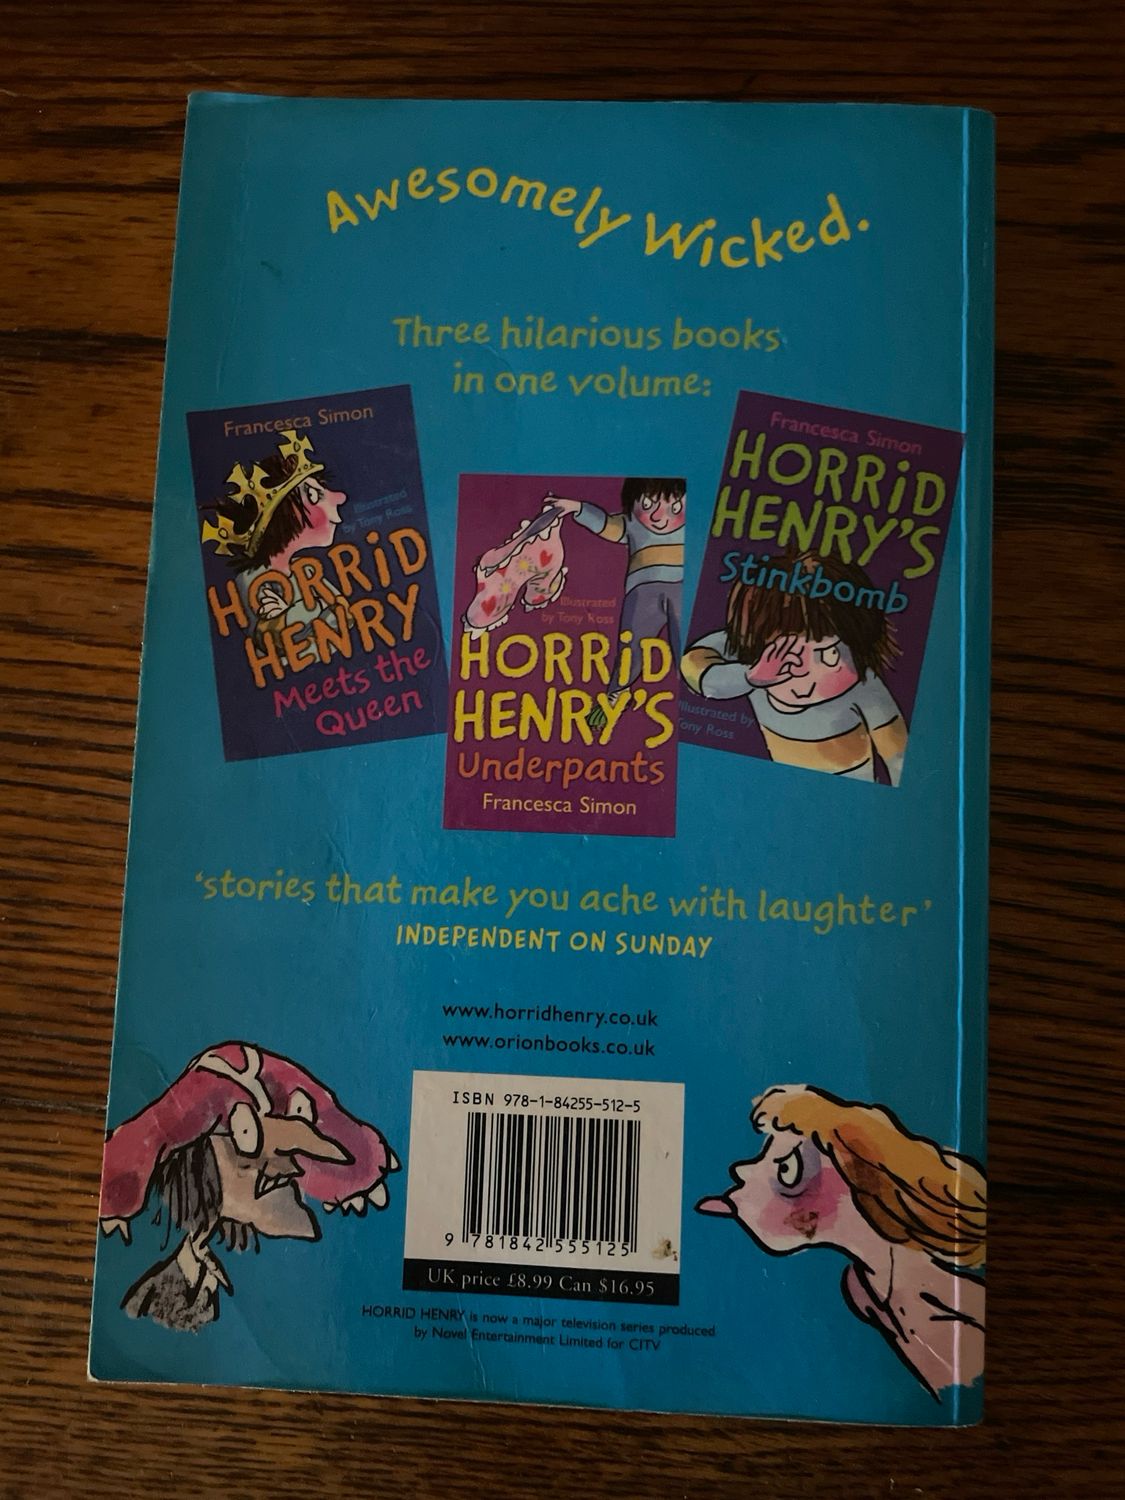 Awesomely Wicked.
Three hilarious books
in one volume:
Francesca Simon
Illustrated
by Tony Ross
HORRiD
HENRY
Meets the
Queen
Illustrated
by Tony Ross
HORRiD
HENRY'S
Underpants
Francesca Simon
Francesca Simon
HORRiD
HENRY'S
Stinkbomb
Illustrated by
Tony Ross
'stories that make you ache with laughter'
INDEPENDENT ON SUNDAY
www.horridhenry.co.uk
www.orionbooks.co.uk
ISBN 978-1-84255-512-5
9 781842 555125
UK price £8.99 Can $16.95
HORRID HENRY is now a major television series produced
by Novel Entertainment Limited for CITV